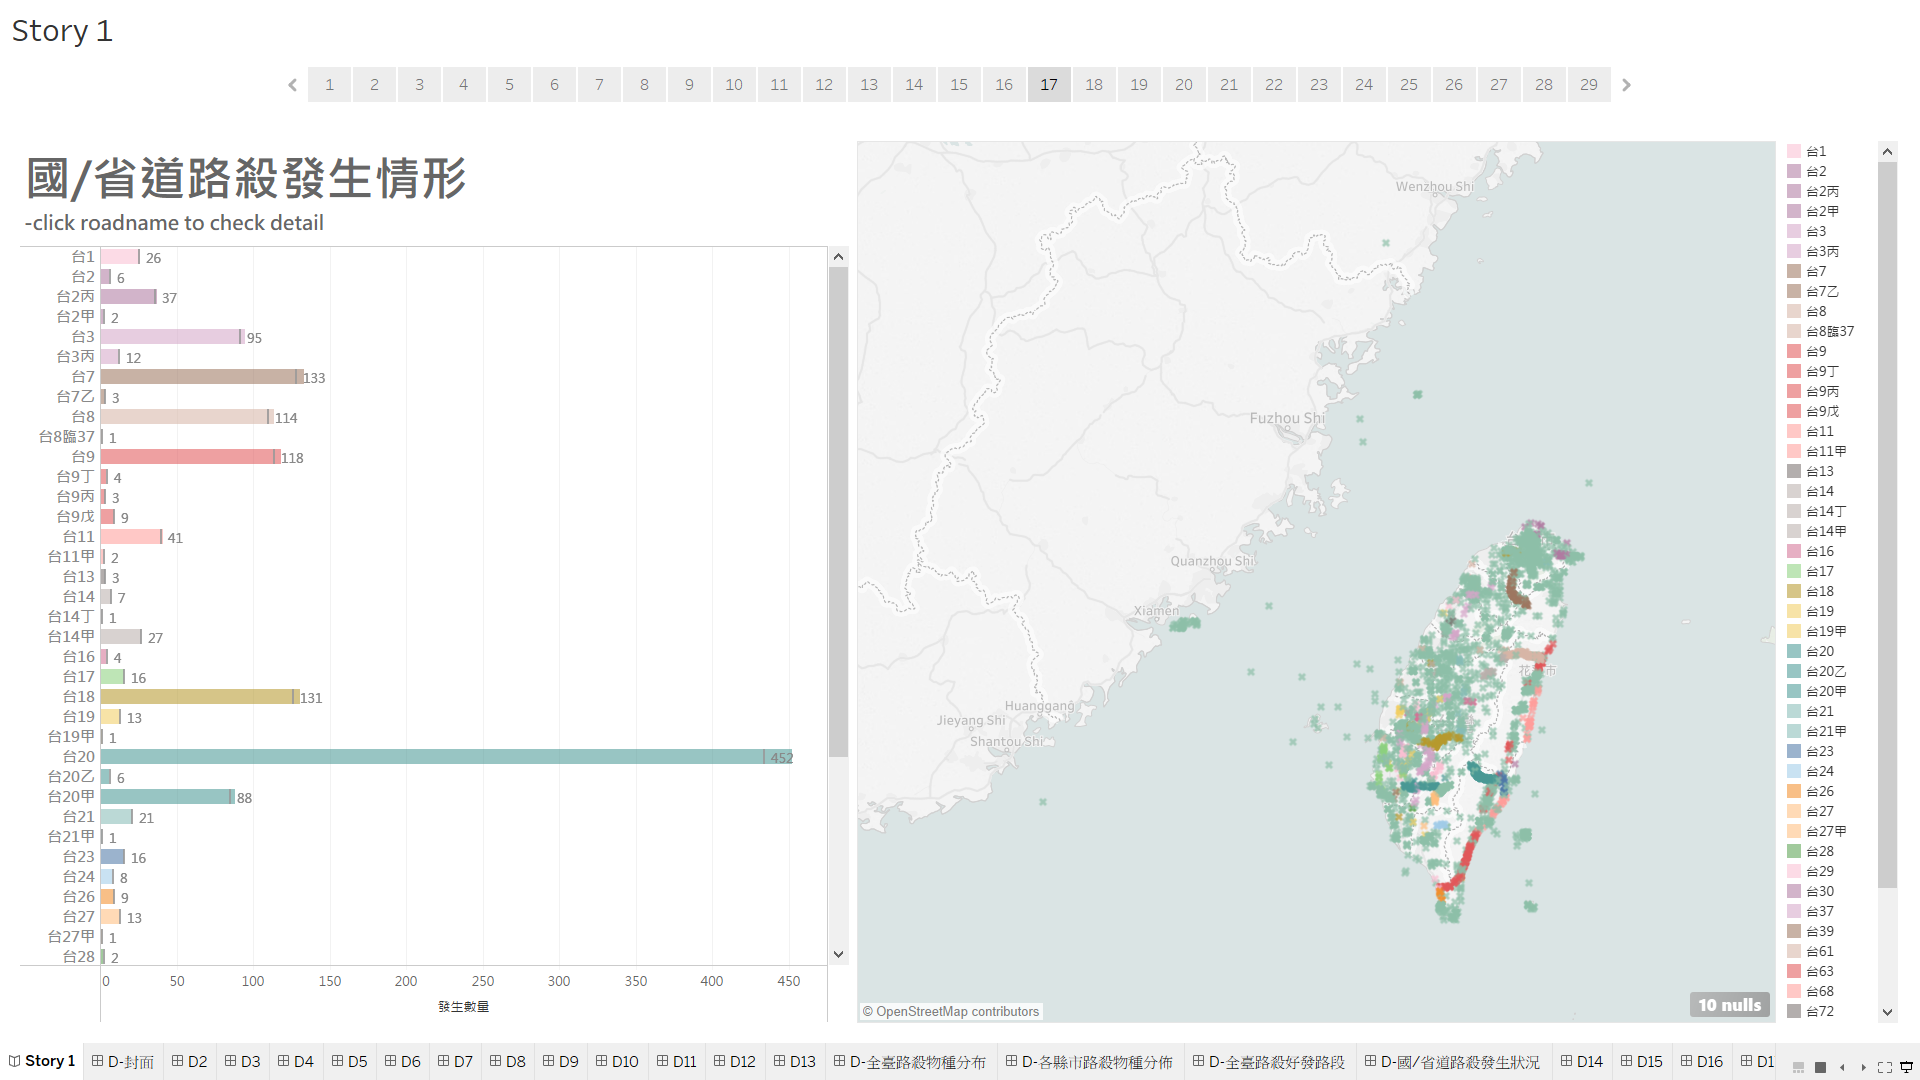 Story 1
1 2 3 4 5 6 7 8 9 10 11 12 13 14 15 16 17 18 19 20 21 22 23 24 25 26 27 28 29
國/省道路殺發生情形
-click roadname to check detail
台1 26
台2 6
台2丙 37
台2甲 2
台3 95
台3丙 12
台7 133
台7乙 3
台8 114
台8臨37 1
台9 118
台9丁 4
台9丙 3
台9戊 9
台11 41
台11甲 2
台13 3
台14 7
台14丁 1
台14甲 27
台16 4
台17 16
台18 131
台19 13
台19甲 1
台20 452
台20乙 6
台20甲 88
台21 21
台21甲 1
台23 16
台24 8
台26 9
台27 13
台27甲 1
台28 2
0 50 100 150 200 250 300 350 400 450
發生數量
Wenzhou Shi
Fuzhou Shi
Quanzhou Shi
Xiamen
Huanggang
Jieyang Shi
Shantou Shi
© OpenStreetMap contributors
10 nulls
台1
台2
台2丙
台2甲
台3
台3丙
台7
台7乙
台8
台8臨37
台9
台9丁
台9丙
台9戊
台11
台11甲
台13
台14
台14丁
台14甲
台16
台17
台18
台19
台19甲
台20
台20乙
台20甲
台21
台21甲
台23
台24
台26
台27
台27甲
台28
台29
台30
台37
台39
台61
台63
台68
台72
Story 1 D-封面 D2 D3 D4 D5 D6 D7 D8 D9 D10 D11 D12 D13 D-全臺路殺物種分布 D-各縣市路殺物種分佈 D-全臺路殺好發路段 D-國/省道路殺發生狀況 D14 D15 D16 D1